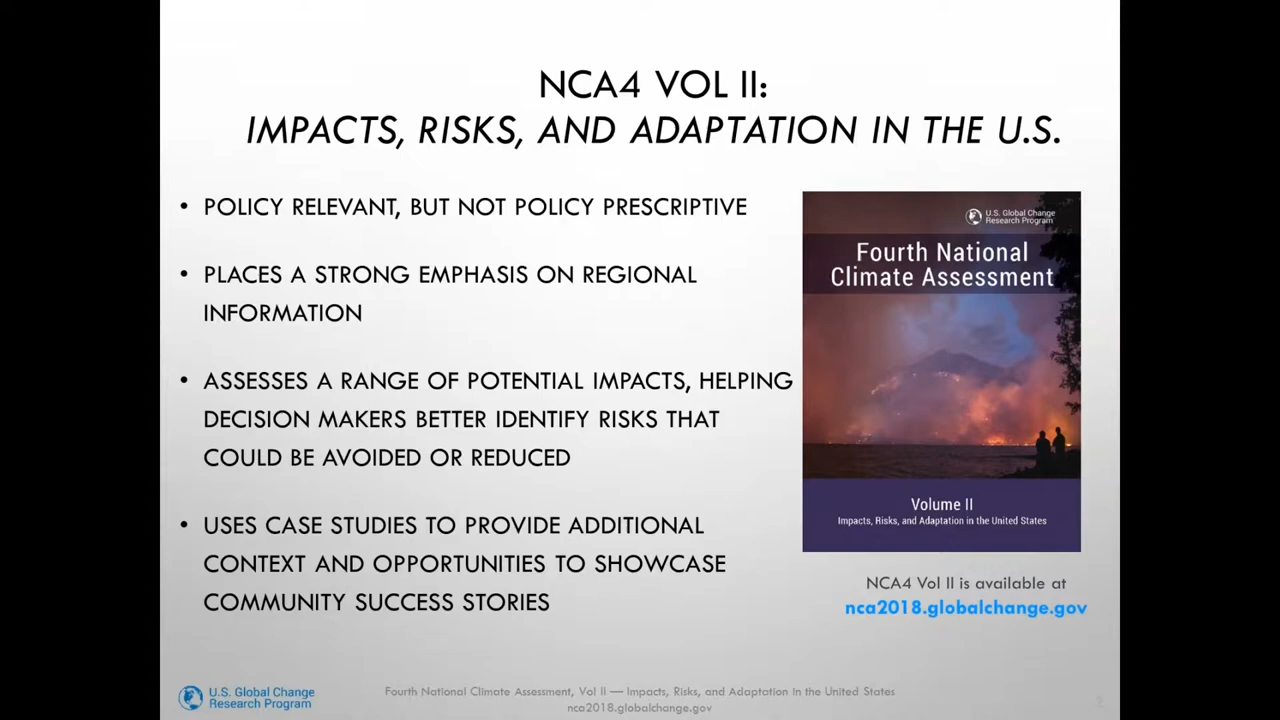 NCA4 VOL II:
IMPACTS, RISKS, AND ADAPTATION IN THE U.S.
• POLICY RELEVANT, BUT NOT POLICY PRESCRIPTIVE
• PLACES A STRONG EMPHASIS ON REGIONAL
INFORMATION
• ASSESSES A RANGE OF POTENTIAL IMPACTS, HELPING
DECISION MAKERS BETTER IDENTIFY RISKS THAT
COULD BE AVOIDED OR REDUCED
• USES CASE STUDIES TO PROVIDE ADDITIONAL
CONTEXT AND OPPORTUNITIES TO SHOWCASE
COMMUNITY SUCCESS STORIES
U.S. Global Change
Research Program
Fourth National
Climate Assessment
Volume II
Impacts, Risks, and Adaptation in the United States
NCA4 Vol II is available at
nca2018.globalchange.gov
U.S. Global Change
Research Program
Fourth National Climate Assessment, Vol II — Impacts, Risks, and Adaptation in the United States
nca2018.globalchange.gov